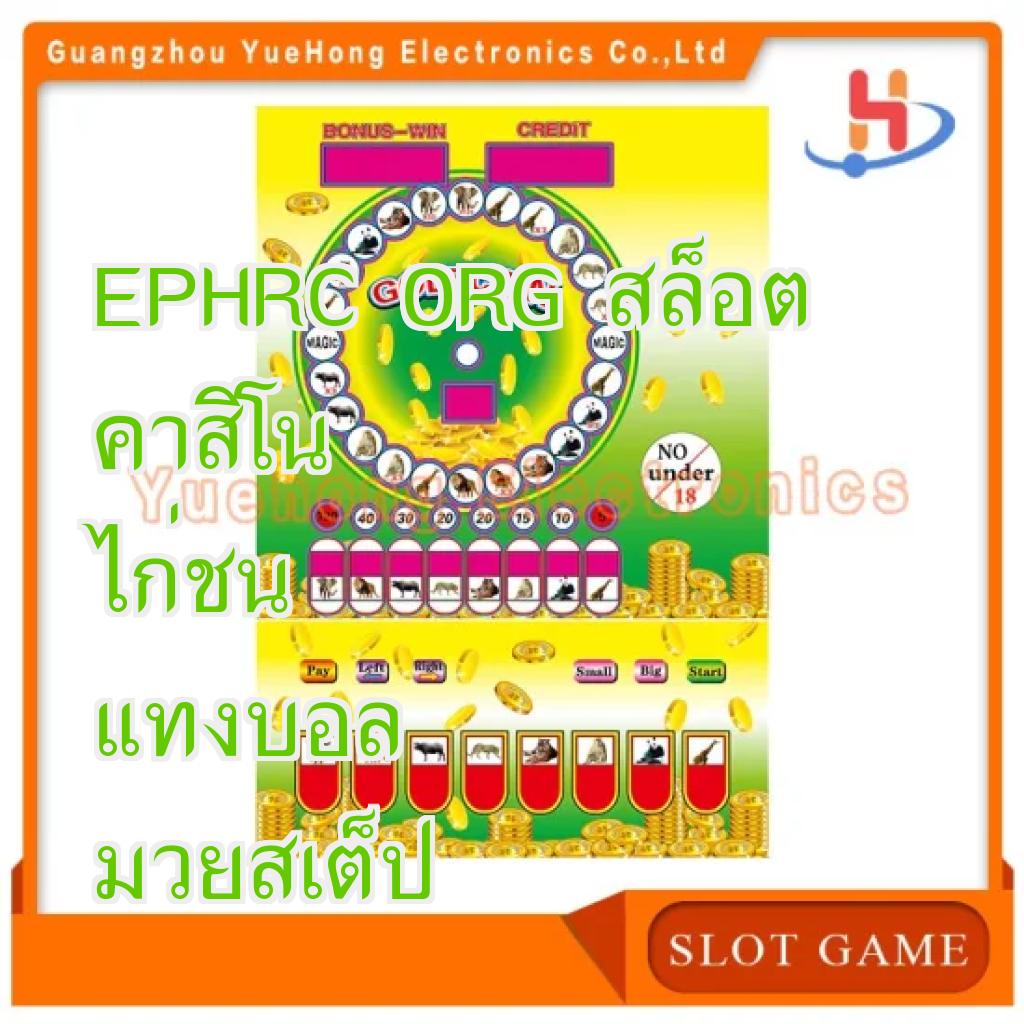 Guangzhou YueHong Electronics Co.,Ltd
H
BONUS-WIN
CREDIT
EPHRC ORG สล็อต
MAGIC
MAGIC
คาสิโน
NO
under
18
Yuehong Electronics
40
30
20
20
15
10
ไก่ชน
Pay
Left
Right
Small
Big
Start
แทงบอล
มวยสเต็ป
SLOT GAME